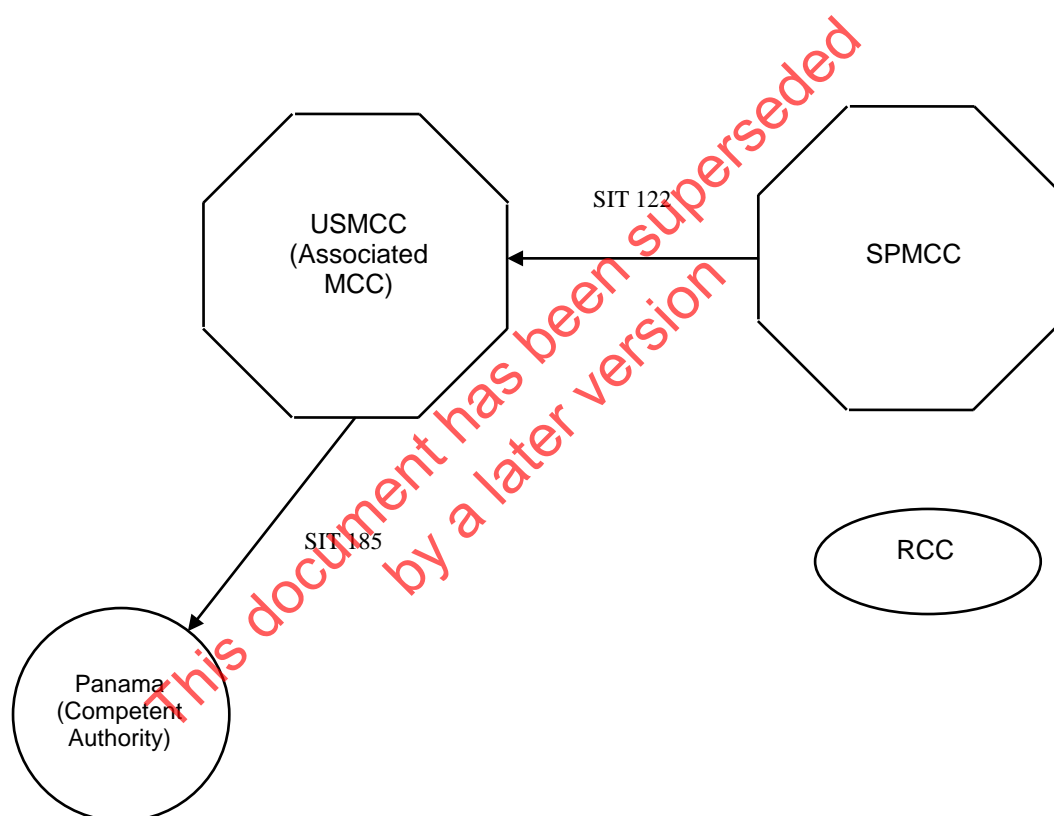 USMCC
(Associated
MCC)
SIT 122
SPMCC
SIT 185
RCC
Panama
(Competent
Authority)
This document has been superseded
by a later version